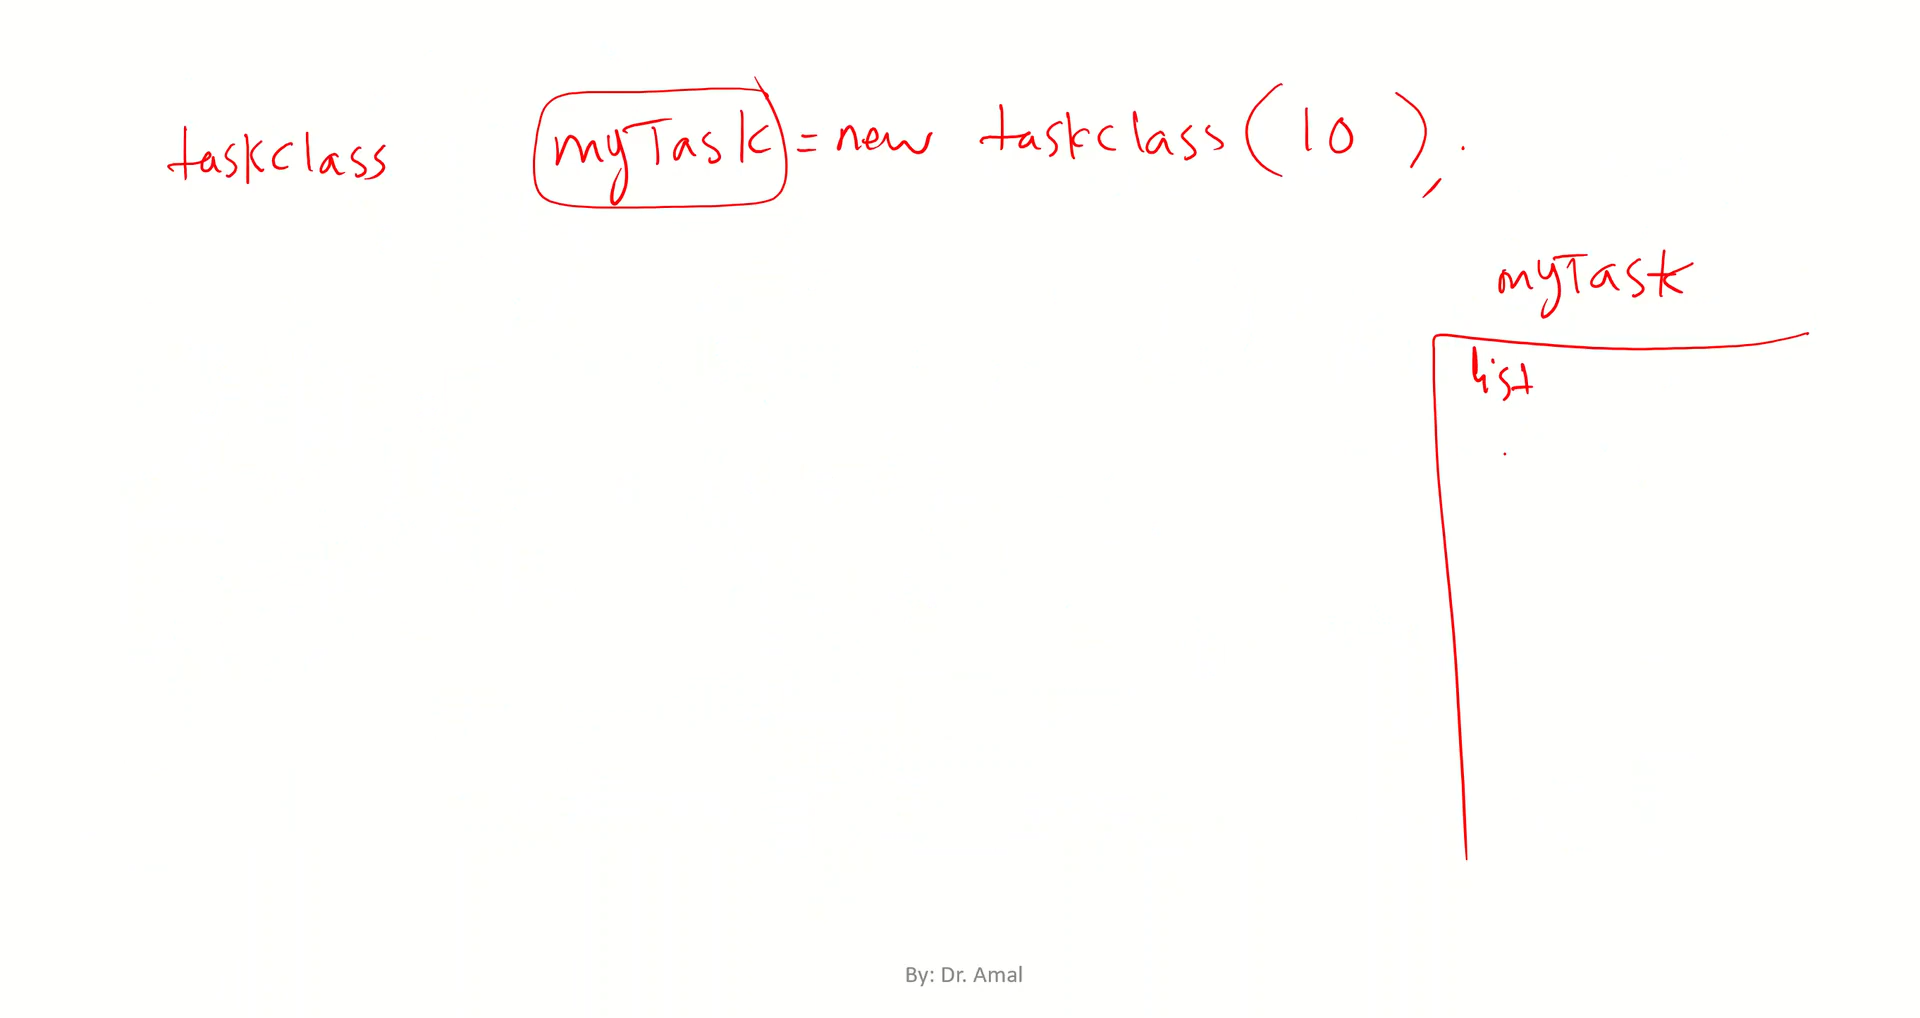 taskclass myTask = new taskclass ( 10 );
myTask
list
By: Dr. Amal